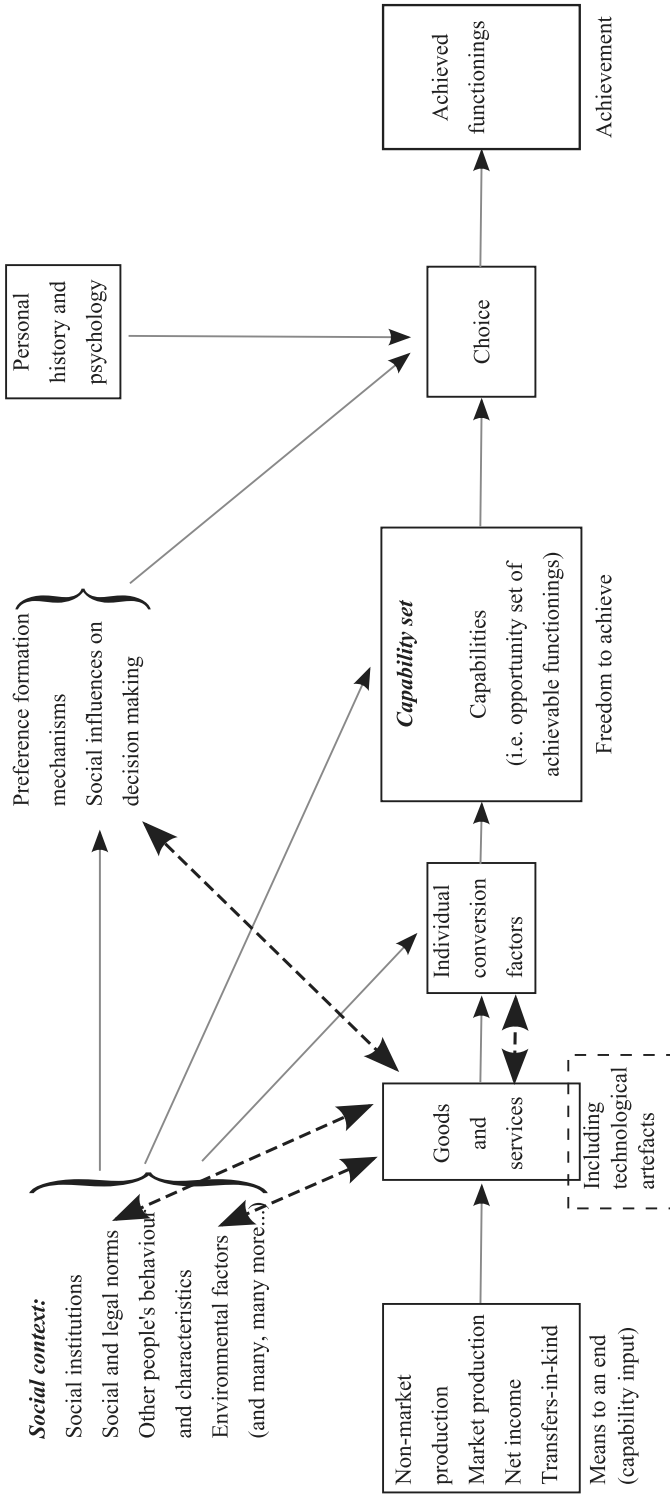 Social context:
Social institutions
Social and legal norms
Other people's behaviour
and characteristics
Environmental factors
(and many, many more...)
Preference formation
mechanisms
Social influences on
decision making
Personal
history and
psychology
Non-market
production
Market production
Net income
Transfers-in-kind
Means to an end
(capability input)
Goods
and
services
Including
technological
artefacts
Individual
conversion
factors
Capability set
Capabilities
(i.e. opportunity set of
achievable functionings)
Freedom to achieve
Choice
Achieved
functionings
Achievement